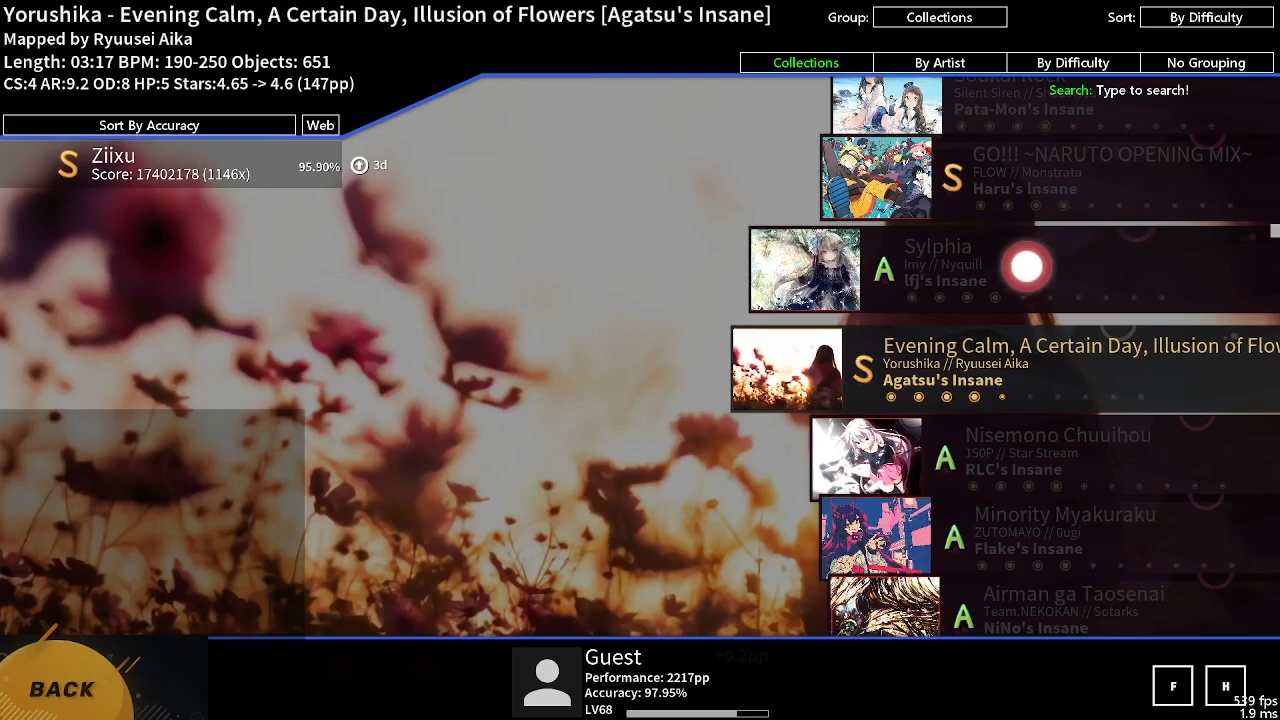 Yorushika - Evening Calm, A Certain Day, Illusion of Flowers [Agatsu's Insane]
Mapped by Ryuusei Aika
Length: 03:17 BPM: 190-250 Objects: 651
CS:4 AR:9.2 OD:8 HP:5 Stars:4.65 -> 4.6 (147pp)
Group: Collections
Sort: By Difficulty
Collections By Artist By Difficulty No Grouping
Search: Type to search!
Sort By Accuracy
Web
S Ziixu
Score: 17402178 (1146x)
95.90%
3d
Silent Siren //
Pata-Mon's Insane
S GO!!! ~NARUTO OPENING MIX~
FLOW // Monstrata
Haru's Insane
A Sylphia
Imy // Nyquill
lfj's Insane
S Evening Calm, A Certain Day, Illusion of Flow
Yorushika // Ryuusei Aika
Agatsu's Insane
A Nisemono Chuuihou
150P // Star Stream
RLC's Insane
A Minority Myakuraku
ZUTOMAYO // 0ugi
Flake's Insane
A Airman ga Taosenai
Team.NEKOKAN // Sotarks
NiNo's Insane
BACK
Guest
+0.2pp
Performance: 2217pp
Accuracy: 97.95%
LV68
F
H
539 fps
1.9 ms